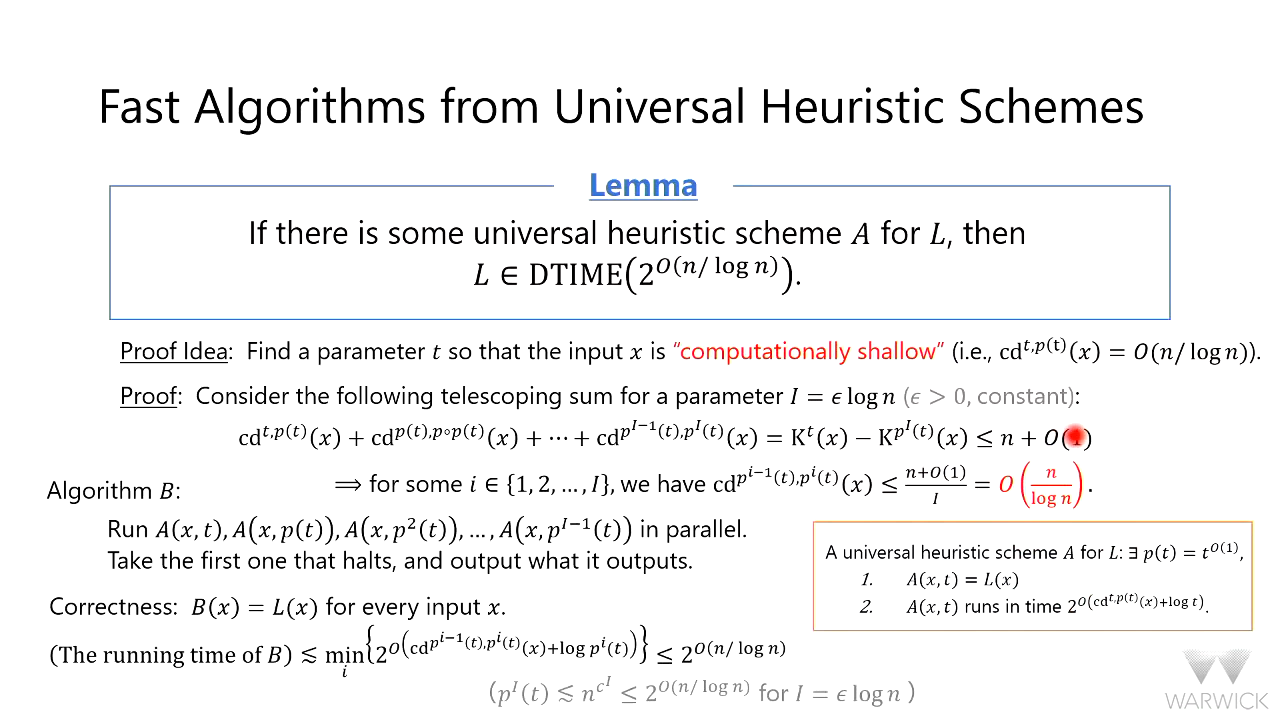 Fast Algorithms from Universal Heuristic Schemes
Lemma
If there is some universal heuristic scheme A for L, then
L ∈ DTIME(2^{O(n/ log n)}).
Proof Idea: Find a parameter t so that the input x is "computationally shallow" (i.e., cd^{t,p(t)}(x) = O(n/ log n)).
Proof: Consider the following telescoping sum for a parameter I = ϵ log n (ϵ > 0, constant):
cd^{t,p(t)}(x) + cd^{p(t),p∘p(t)}(x) + ⋯ + cd^{p^{I−1}(t),p^I(t)}(x) = K^t(x) − K^{p^I(t)}(x) ≤ n + O(1)
⟹ for some i ∈ {1, 2, … , I}, we have cd^{p^{i−1}(t),p^i(t)}(x) ≤ \frac{n+O(1)}{I} = O(\frac{n}{log n}).
Algorithm B:
Run A(x, t), A(x, p(t)), A(x, p^2(t)), … , A(x, p^{I−1}(t)) in parallel.
Take the first one that halts, and output what it outputs.
A universal heuristic scheme A for L: ∃ p(t) = t^{O(1)},
1. A(x, t) = L(x)
2. A(x, t) runs in time 2^{O(cd^{t,p(t)}(x)+log t)}.
Correctness: B(x) = L(x) for every input x.
(The running time of B) ≲ min_i {2^{O(cd^{p^{i−1}(t),p^i(t)}(x)+log p^i(t))}} ≤ 2^{O(n/ log n)}
(p^I(t) ≲ n^{c^I} ≤ 2^{O(n/ log n)} for I = ϵ log n )
WARWICK